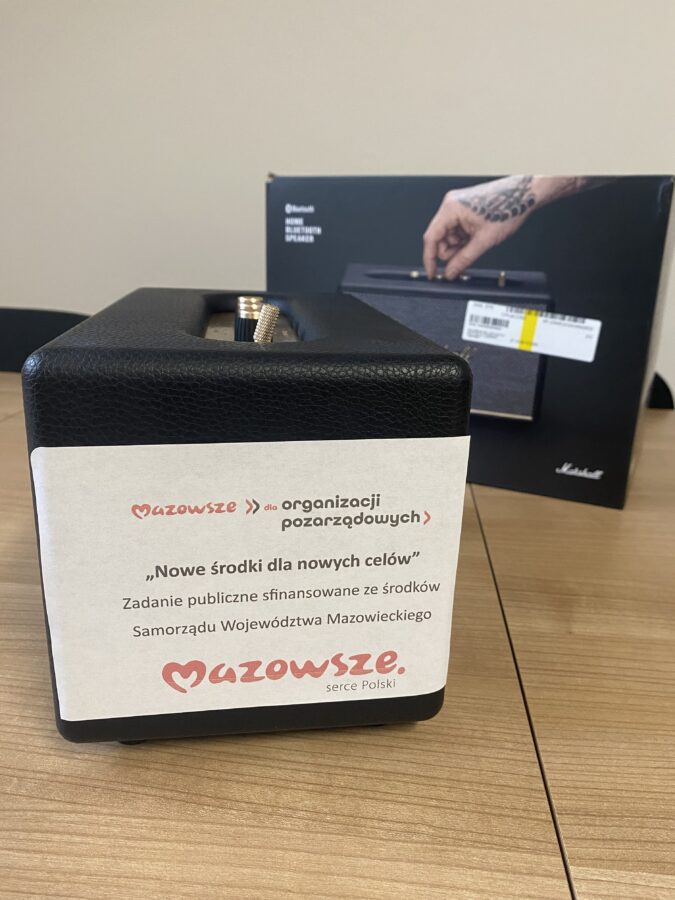 Bluetooth
HOME
BLUETOOTH
SPEAKER
Marshall
mazowsze dla organizacji
pozarządowych
„Nowe środki dla nowych celów”
Zadanie publiczne sfinansowane ze środków
Samorządu Województwa Mazowieckiego
mazowsze.
serce Polski